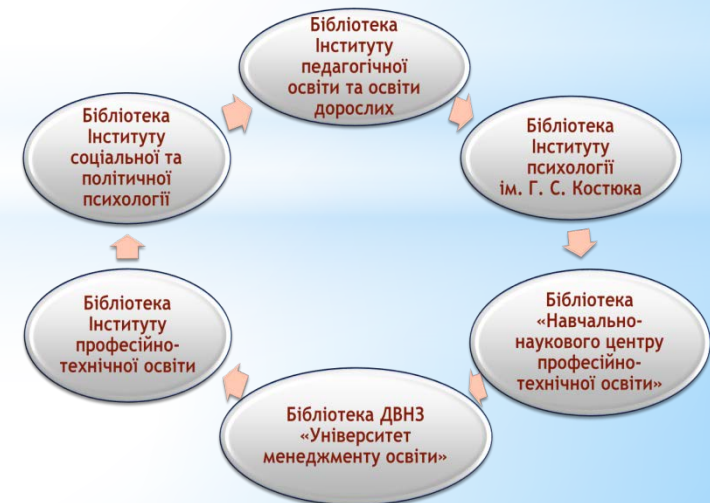 Бібліотека
Інституту
педагогічної
освіти та освіти
дорослих
Бібліотека
Інституту
психології
ім. Г. С. Костюка
Бібліотека
«Навчально-
наукового центру
професійно-
технічної освіти»
Бібліотека ДВНЗ
«Університет
менеджменту освіти»
Бібліотека
Інституту
професійно-
технічної освіти
Бібліотека
Інституту
соціальної та
політичної
психології